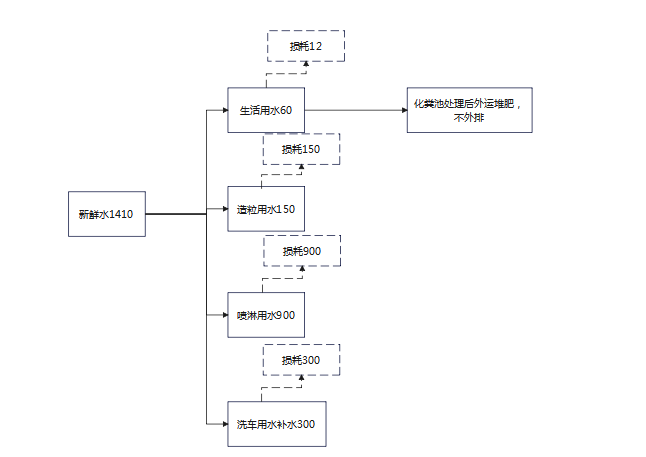 损耗12
生活用水60
化粪池处理后外运堆肥，
不外排
损耗150
造粒用水150
新鲜水1410
损耗900
喷淋用水900
损耗300
洗车用水补水300